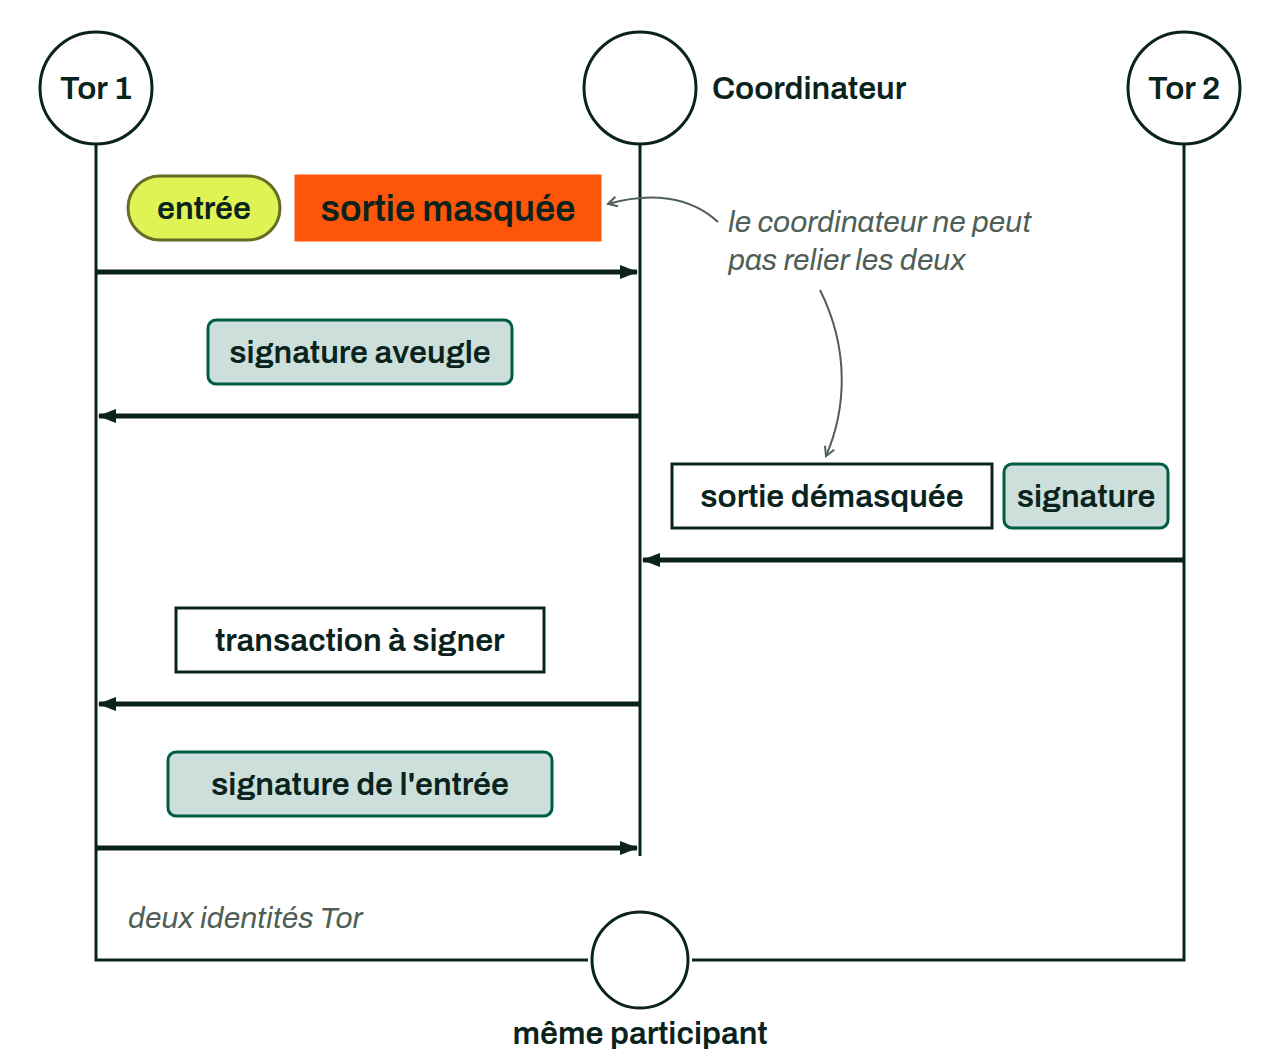 Tor 1
Coordinateur
Tor 2
entrée
sortie masquée
le coordinateur ne peut
pas relier les deux
signature aveugle
sortie démasquée
signature
transaction à signer
signature de l'entrée
deux identités Tor
même participant